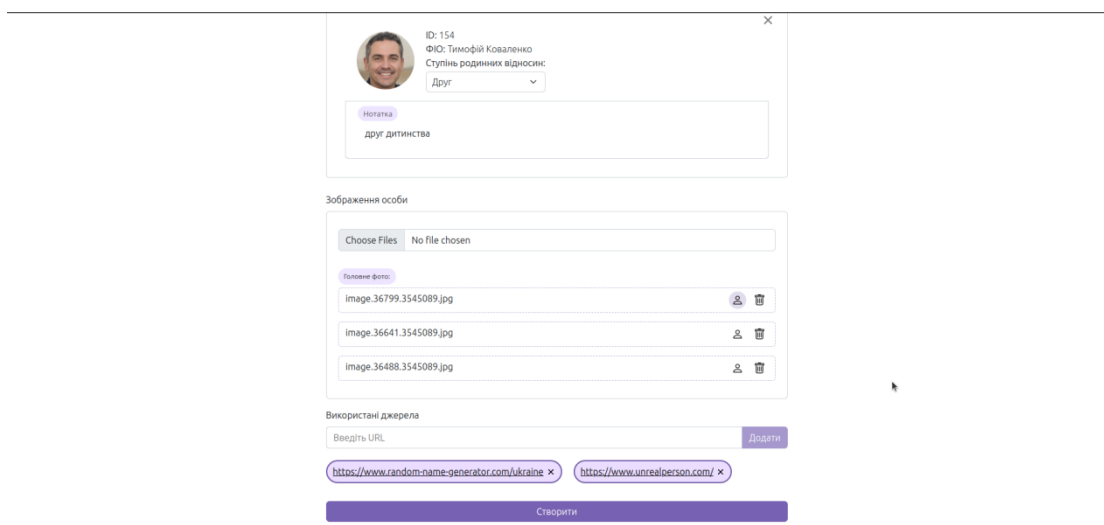 ID: 154
ФІО: Тимофій Коваленко
Ступінь родинних відносин:
Друг
Нотатка
друг дитинства
Зображення особи
Choose Files No file chosen
Головне фото:
image.36799.3545089.jpg
image.36641.3545089.jpg
image.36488.3545089.jpg
Використані джерела
Введіть URL Додати
https://www.random-name-generator.com/ukraine × https://www.unrealperson.com/ ×
Створити